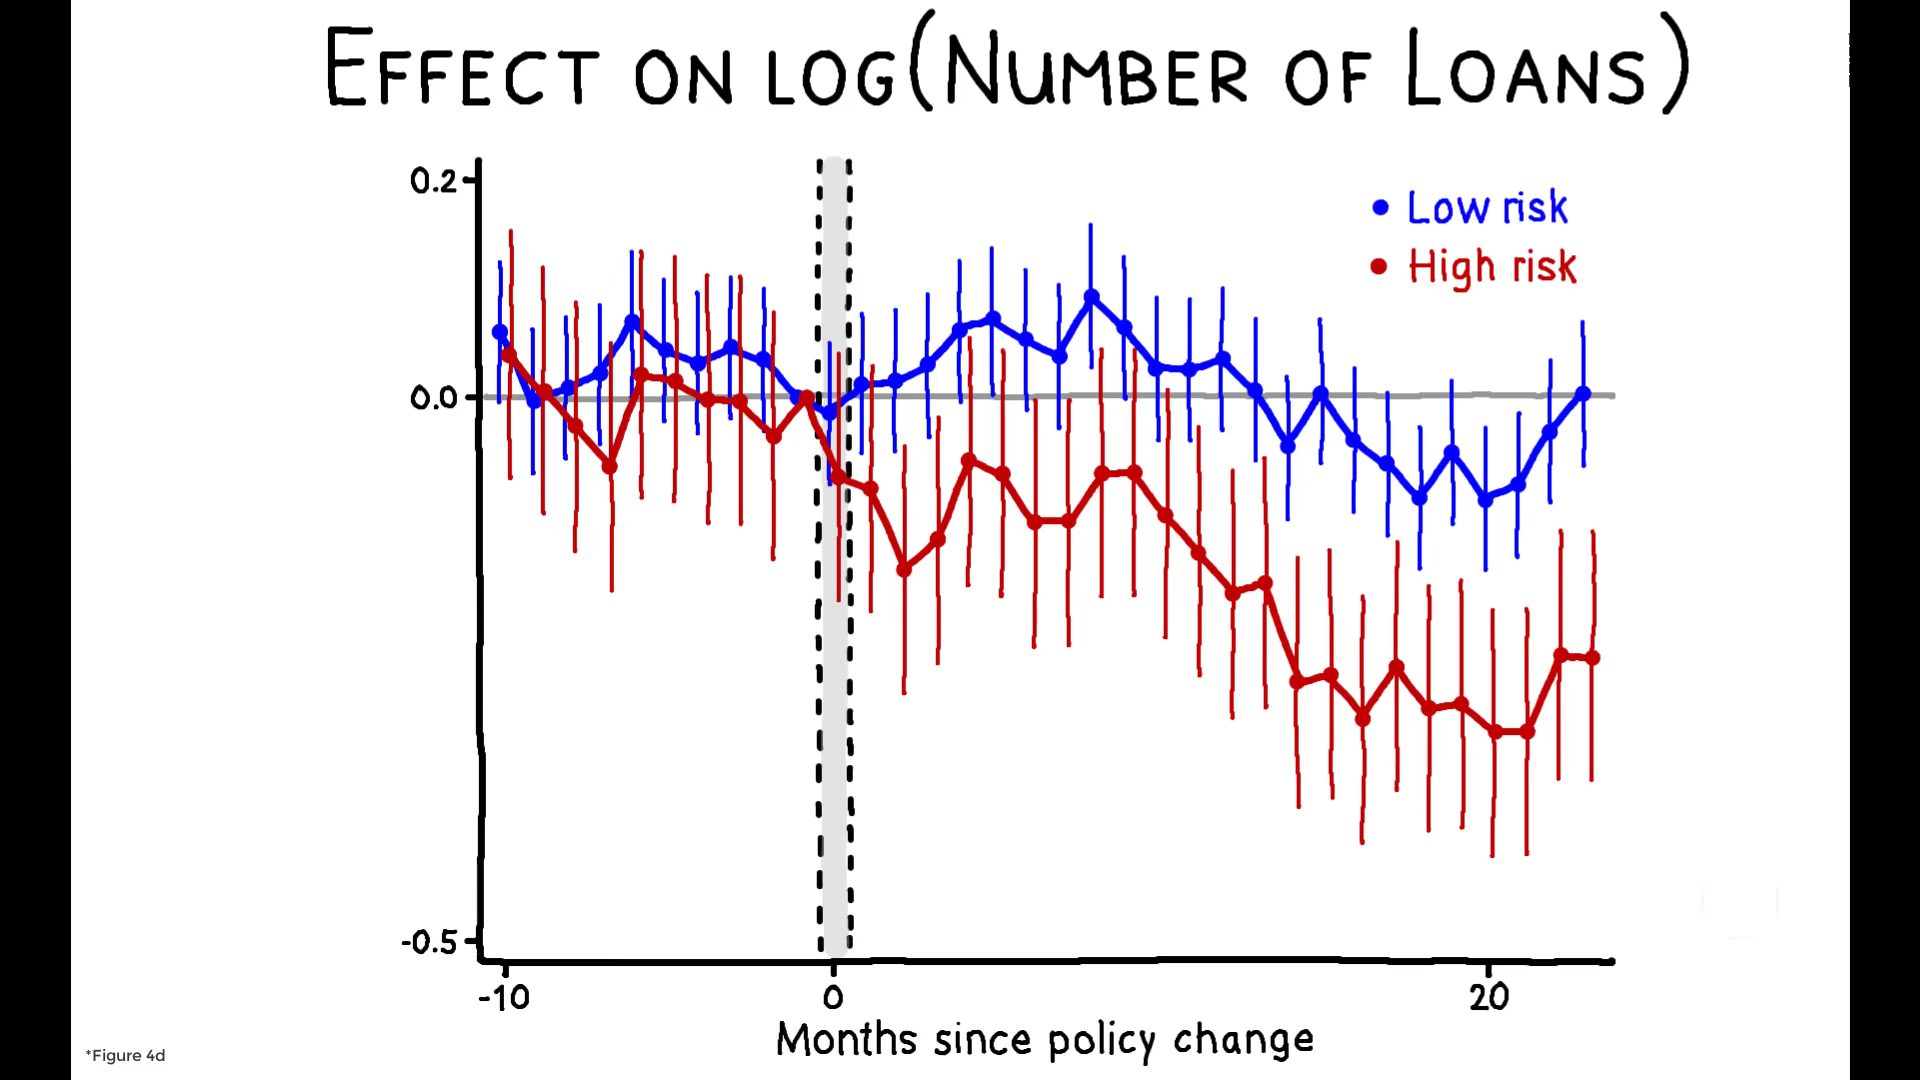 EFFECT ON LOG(NUMBER OF LOANS)
0.2
Low risk
High risk
0.0
-0.5
-10 0 20
Months since policy change
*Figure 4d